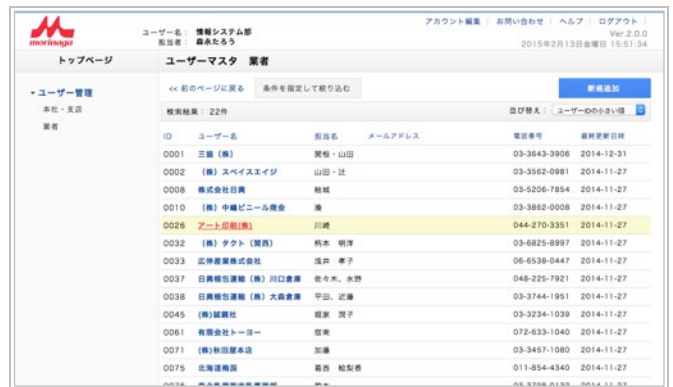 morinaga
ユーザー名： 情報システム部
担当者： 森永たろう
アカウント編集 お問い合わせ ヘルプ ログアウト
Ver.2.0.0
2015年2月13日金曜日 15:51:34
トップページ
ユーザーマスタ 業者
ユーザー管理
本社・支店
業者
<< 前のページに戻る 条件を指定して絞り込む 新規追加
検索結果： 22件 並び替え： ユーザーIDの小さい順
ID ユーザー名 担当名 メールアドレス 電話番号 最終更新日時
0001 三協（株） 関根・山田 03-3643-3906 2014-12-31
0002 （株）スペイスエイジ 山田・辻 03-3562-0981 2014-11-27
0008 株式会社日興 結城 03-5206-7854 2014-11-27
0010 （株）中嶋ビニール商会 湊 03-3862-0008 2014-11-27
0026 アート印刷(株) 川崎 044-270-3351 2014-11-27
0032 （株）タクト（関西） 柄本 明洋 03-6825-8997 2014-11-27
0033 広伸産業株式会社 浅井 孝子 06-6538-0447 2014-11-27
0037 日興梱包運輸（株）川口倉庫 佐々木、水野 048-225-7921 2014-11-27
0038 日興梱包運輸（株）大森倉庫 平田、近藤 03-3744-1951 2014-11-27
0045 (株)誠鋼社 堀家 潤子 03-3234-1039 2014-11-27
0061 有限会社トーヨー 宿東 072-633-1040 2014-11-27
0071 (株)秋田屋本店 加藤 03-3457-1080 2014-11-27
0075 北海道梅辰 葛西 絵梨香 011-854-4340 2014-11-27